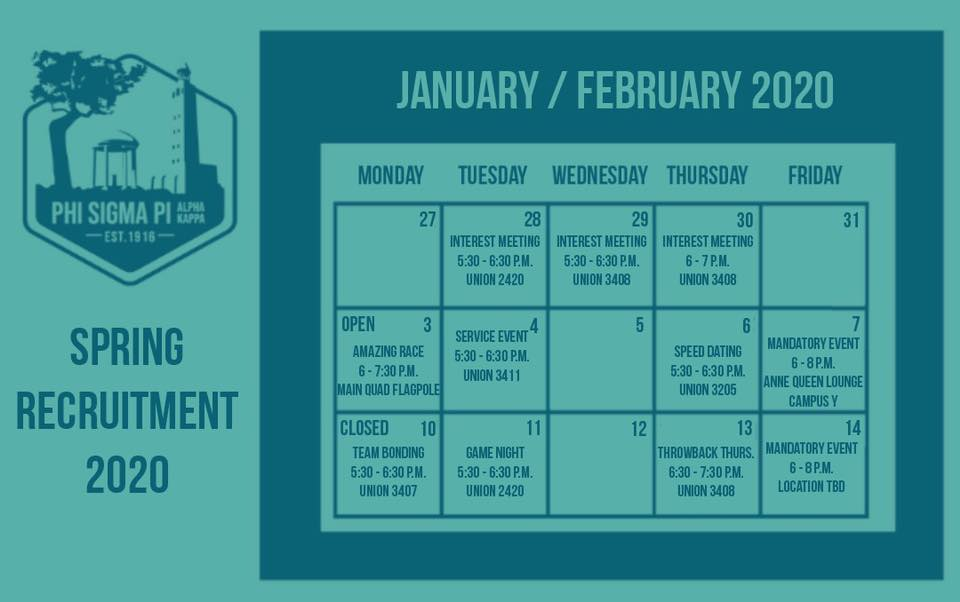 PHI SIGMA PI ALPHA KAPPA
EST. 1916
SPRING
RECRUITMENT
2020
JANUARY / FEBRUARY 2020
MONDAY TUESDAY WEDNESDAY THURSDAY FRIDAY
27
28
INTEREST MEETING
5:30 - 6:30 P.M.
UNION 2420
29
INTEREST MEETING
5:30 - 6:30 P.M.
UNION 3408
30
INTEREST MEETING
6 - 7 P.M.
UNION 3408
31
OPEN 3
AMAZING RACE
6 - 7:30 P.M.
MAIN QUAD FLAGPOLE
4
SERVICE EVENT
5:30 - 6:30 P.M.
UNION 3411
5
6
SPEED DATING
5:30 - 6:30 P.M.
UNION 3205
7
MANDATORY EVENT
6 - 8 P.M.
ANNE QUEEN LOUNGE
CAMPUS Y
CLOSED 10
TEAM BONDING
5:30 - 6:30 P.M.
UNION 3407
11
GAME NIGHT
5:30 - 6:30 P.M.
UNION 2420
12
13
THROWBACK THURS.
6:30 - 7:30 P.M.
UNION 3408
14
MANDATORY EVENT
6 - 8 P.M.
LOCATION TBD